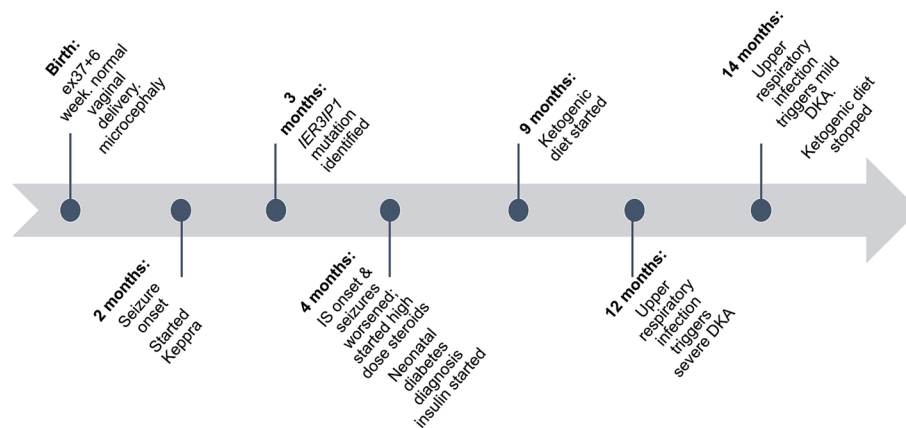 Birth:
ex37+6
week. normal
vaginal
delivery.
microcephaly
2 months:
Seizure
onset
Started
Keppra
3
months:
IER3IP1
mutation
identified
4 months:
IS onset &
seizures
worsened;
started high
dose steroids
Neonatal
diabetes
diagnosis
insulin started
9 months:
Ketogenic
diet started
12 months:
Upper
respiratory
infection
triggers
severe DKA
14 months:
Upper
respiratory
infection
triggers mild
DKA.
Ketogenic diet
stopped